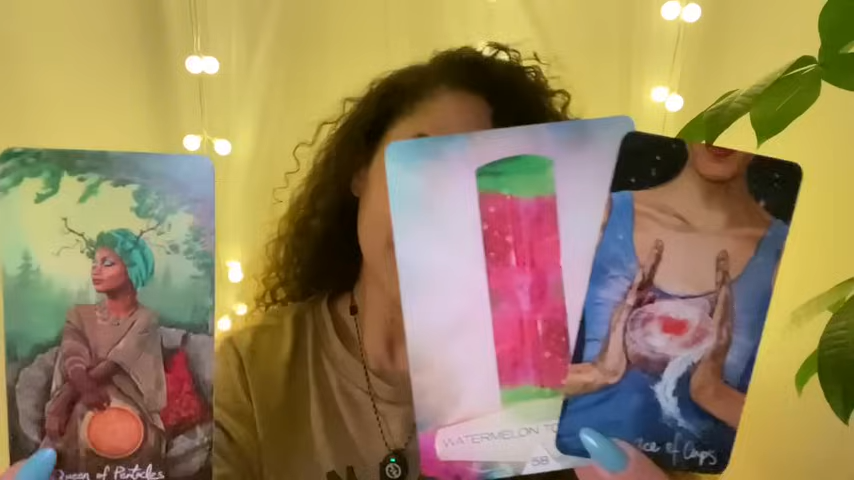 Queen of Pentacles
WATERMELON TO
58
ce of Cups